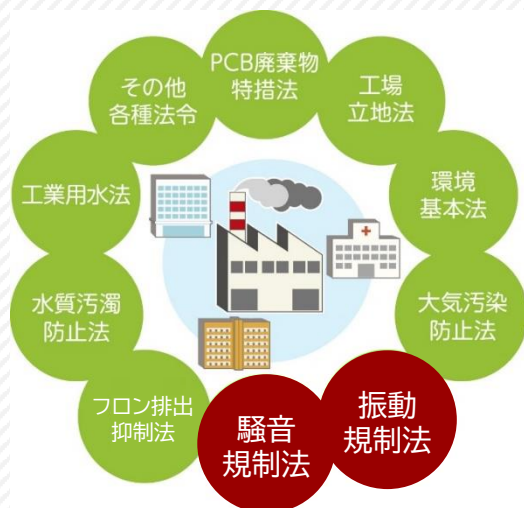 PCB廃棄物
特措法
工場
立地法
環境
基本法
大気汚染
防止法
振動
規制法
騒音
規制法
フロン排出
抑制法
水質汚濁
防止法
工業用水法
その他
各種法令